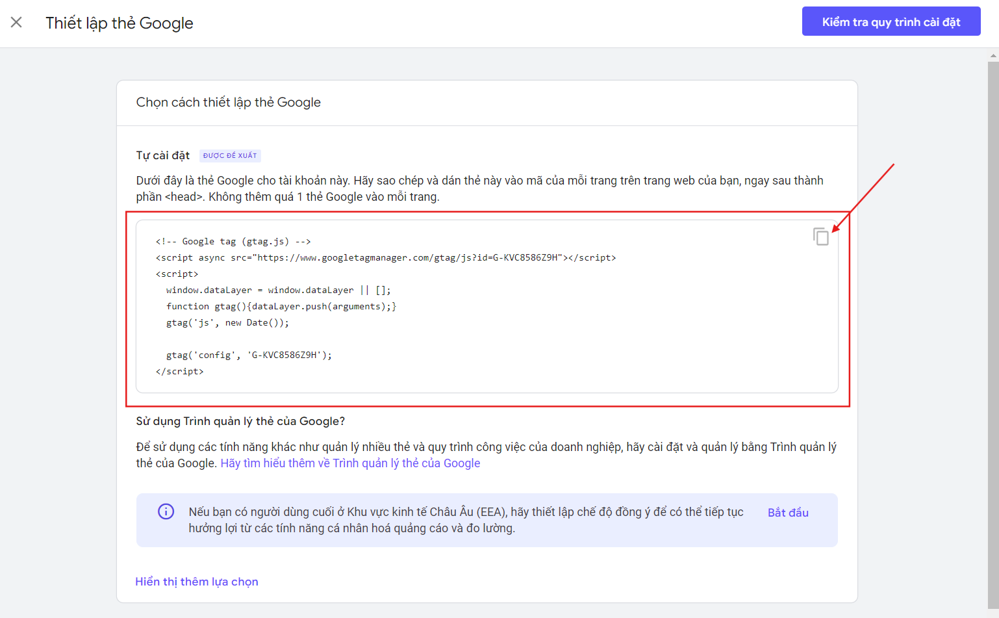 Thiết lập thẻ Google
Kiểm tra quy trình cài đặt
Chọn cách thiết lập thẻ Google
Tự cài đặt ĐƯỢC ĐỀ XUẤT
Dưới đây là thẻ Google cho tài khoản này. Hãy sao chép và dán thẻ này vào mã của mỗi trang trên trang web của bạn, ngay sau thành
phần <head>. Không thêm quá 1 thẻ Google vào mỗi trang.
<!-- Google tag (gtag.js) -->
<script async src="https://www.googletagmanager.com/gtag/js?id=G-KVC8586Z9H"></script>
<script>
  window.dataLayer = window.dataLayer || [];
  function gtag(){dataLayer.push(arguments);}
  gtag('js', new Date());

  gtag('config', 'G-KVC8586Z9H');
</script>
Sử dụng Trình quản lý thẻ của Google?
Để sử dụng các tính năng khác như quản lý nhiều thẻ và quy trình công việc của doanh nghiệp, hãy cài đặt và quản lý bằng Trình quản lý
thẻ của Google. Hãy tìm hiểu thêm về Trình quản lý thẻ của Google
Nếu bạn có người dùng cuối ở Khu vực kinh tế Châu Âu (EEA), hãy thiết lập chế độ đồng ý để có thể tiếp tục
hưởng lợi từ các tính năng cá nhân hoá quảng cáo và đo lường.
Bắt đầu
Hiển thị thêm lựa chọn